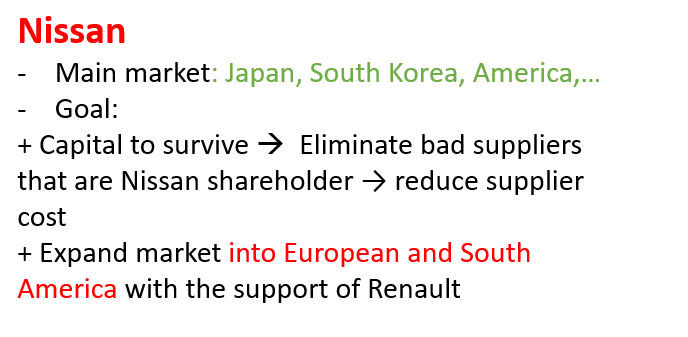 Nissan
- Main market: Japan, South Korea, America,...
- Goal:
+ Capital to survive → Eliminate bad suppliers
that are Nissan shareholder → reduce supplier
cost
+ Expand market into European and South
America with the support of Renault